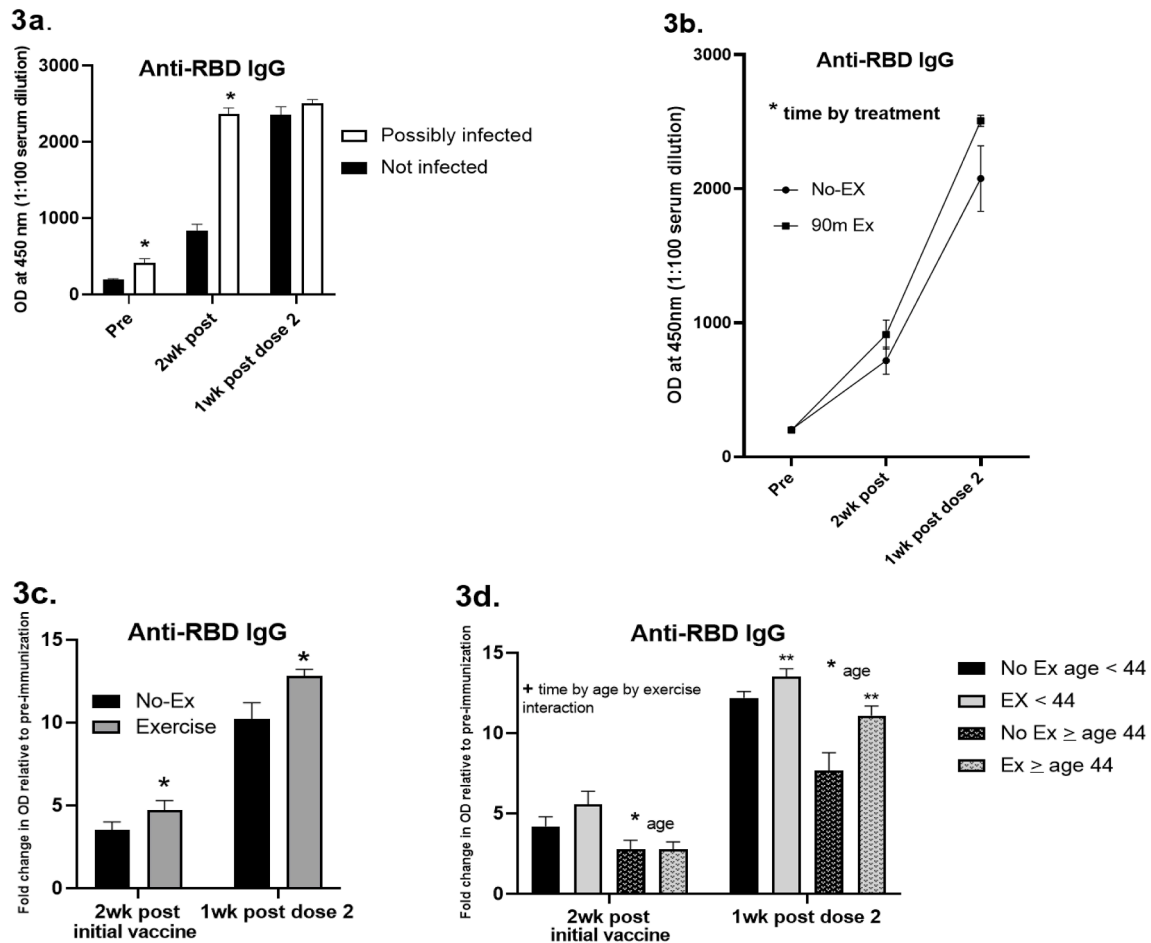 3a.
Anti-RBD IgG
OD at 450 nm (1:100 serum dilution)
3000
2000
1000
0
*
*
Possibly infected
Not infected
Pre
2wk post
1wk post dose 2
3b.
Anti-RBD IgG
OD at 450nm (1:100 serum dilution)
3000
2000
1000
0
* time by treatment
No-EX
90m Ex
Pre
2wk post
1wk post dose 2
3c.
Anti-RBD IgG
Fold change in OD relative to pre-immunization
15
10
5
0
No-Ex
Exercise
*
*
2wk post
initial vaccine
1wk post dose 2
3d.
Anti-RBD IgG
Fold change in OD relative to pre-immunization
15
10
5
0
+ time by age by exercise
interaction
* age
**
* age
**
2wk post
initial vaccine
1wk post dose 2
No Ex age < 44
EX < 44
No Ex ≥ age 44
Ex ≥ age 44